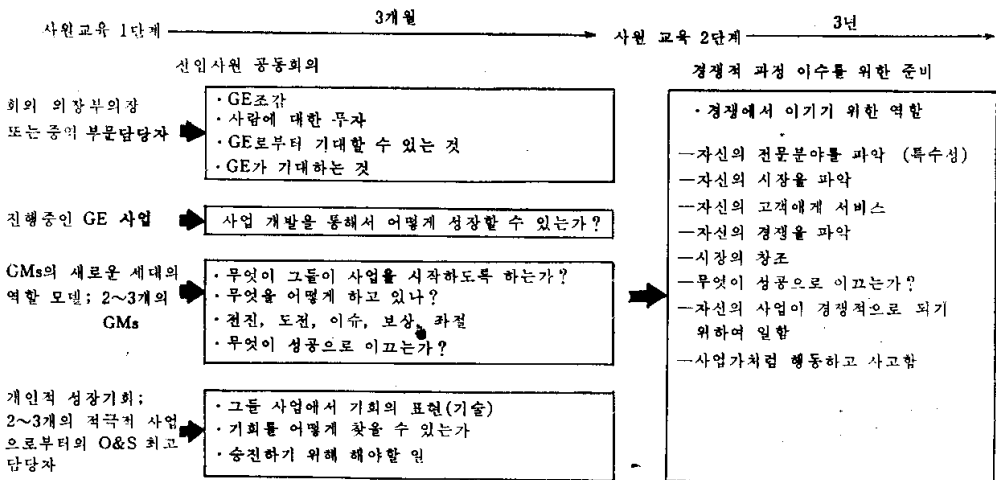 사원교육 1단계
3개월
사원 교육 2단계
3년
신입사원 공동회의
경쟁적 과정 이수를 위한 준비
회의 의장부의장
또는 중역 부문담당자
· GE조감
· 사람에 대한 투자
· GE로부터 기대할 수 있는 것
· GE가 기대하는 것
진행중인 GE 사업
사업 개발을 통해서 어떻게 성장할 수 있는가?
GMs의 새로운 세대의
역할 모델; 2~3개의
GMs
· 무엇이 그들이 사업을 시작하도록 하는가?
· 무엇을 어떻게 하고 있나?
· 전진, 도전, 이슈, 보상, 좌절
· 무엇이 성공으로 이끄는가?
개인적 성장기회;
2~3개의 적극적 사업
으로부터의 O&S 최고
담당자
· 그들 사업에서 기회의 표현(기술)
· 기회를 어떻게 찾을 수 있는가
· 승진하기 위해 해야할 일
· 경쟁에서 이기기 위한 역할
—자신의 전문분야를 파악 (특수성)
—자신의 시장을 파악
—자신의 고객에게 서비스
—자신의 경쟁을 파악
—시장의 창조
—무엇이 성공으로 이끄는가?
—자신의 사업이 경쟁적으로 되기
위하여 일함
—사업가처럼 행동하고 사고함